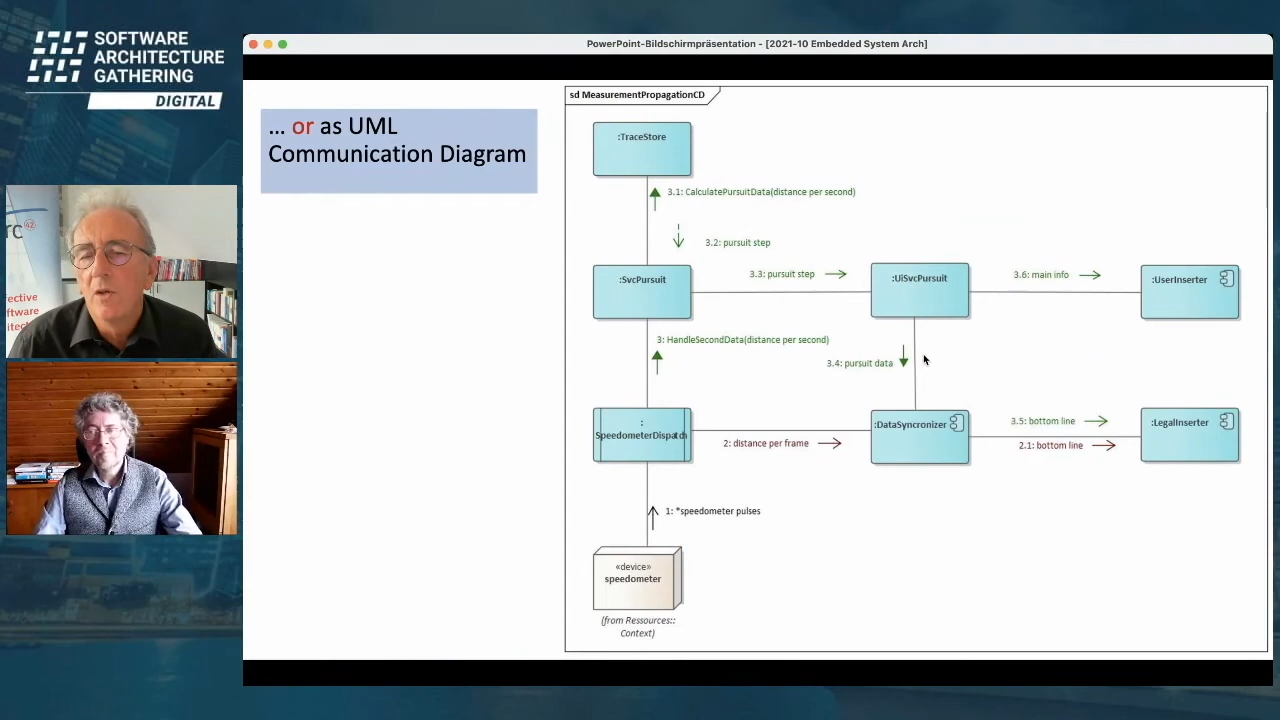 SOFTWARE
ARCHITECTURE
GATHERING
DIGITAL
PowerPoint-Bildschirmpräsentation - [2021-10 Embedded System Arch]
… or as UML
Communication Diagram
sd MeasurementPropagationCD
:TraceStore
3.1: CalculatePursuitData(distance per second)
3.2: pursuit step
:SvcPursuit
3.3: pursuit step
:UiSvcPursuit
3.6: main info
:UserInserter
3: HandleSecondData(distance per second)
3.4: pursuit data
:
SpeedometerDispatch
2: distance per frame
:DataSyncronizer
3.5: bottom line
2.1: bottom line
:LegalInserter
1: *speedometer pulses
«device»
speedometer
(from Ressources::
Context)